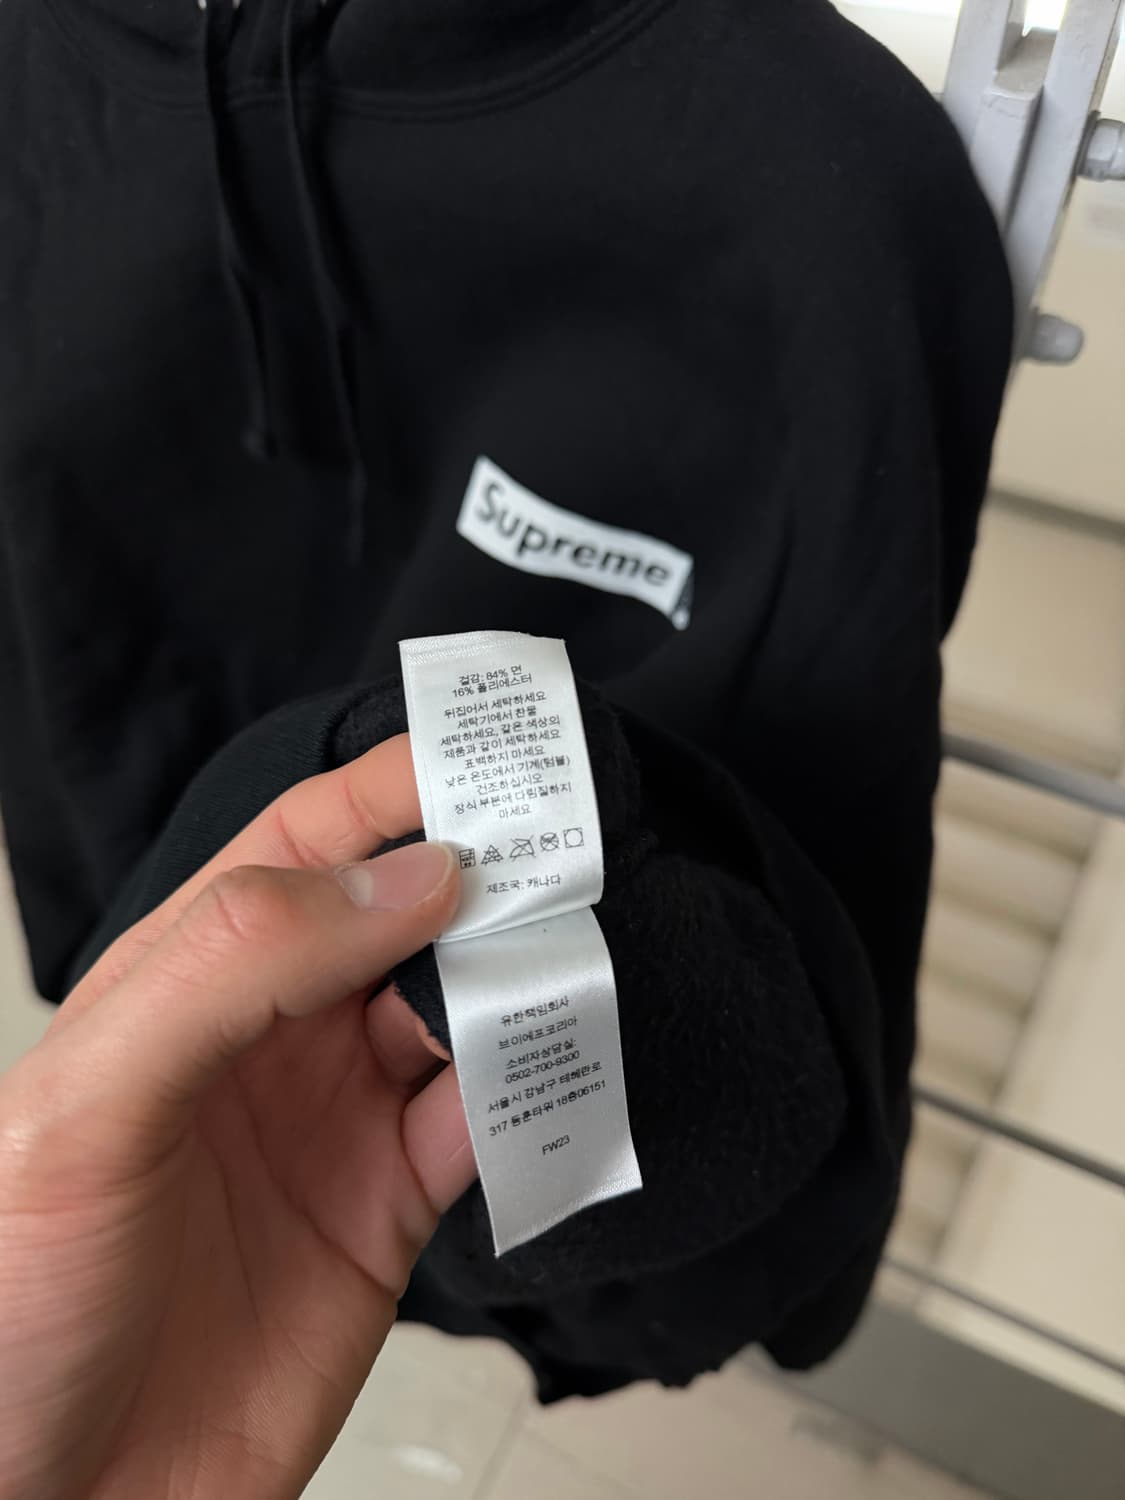 Supreme
겉감: 84% 면
16% 폴리에스터
뒤집어서 세탁하세요
세탁기에서 찬물
세탁하세요, 같은 색상의
제품과 같이 세탁하세요
표백하지 마세요
낮은 온도에서 기계(텀블)
건조하십시오
장식 부분에 다림질하지
마세요
제조국: 캐나다
유한책임회사
브이에프코리아
소비자상담실:
0502-700-9300
서울시 강남구 테헤란로
317 동훈타워 18층06151
FW23